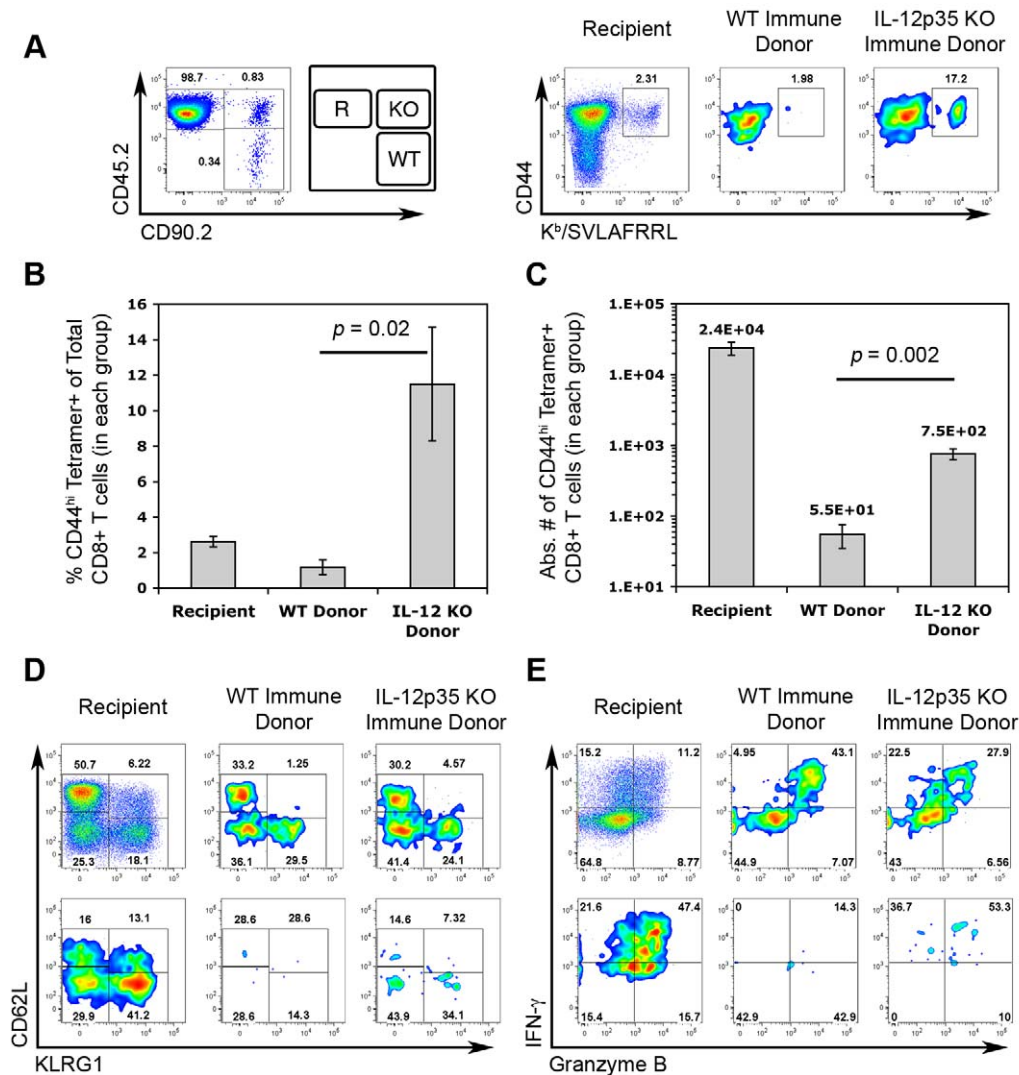 A
98.7 0.83
0.34
CD45.2
CD90.2
R KO
WT
Recipient
WT Immune Donor
IL-12p35 KO Immune Donor
2.31
1.98
17.2
CD44
K^b/SVLAFRRL
B
% CD44^hi Tetramer+ of Total
CD8+ T cells (in each group)
16
14
12
10
8
6
4
2
0
p = 0.02
Recipient WT Donor IL-12 KO
Donor
C
Abs. # of CD44^hi Tetramer+
CD8+ T cells (in each group)
1.E+05
1.E+04
1.E+03
1.E+02
1.E+01
2.4E+04
p = 0.002
7.5E+02
5.5E+01
Recipient WT Donor IL-12 KO
Donor
D
Recipient
WT Immune
Donor
IL-12p35 KO
Immune Donor
50.7 6.22
25.3 18.1
33.2 1.25
36.1 29.5
30.2 4.57
41.4 24.1
16 13.1
29.9 41.2
28.6 28.6
28.6 14.3
14.6 7.32
43.9 34.1
CD62L
KLRG1
E
Recipient
WT Immune
Donor
IL-12p35 KO
Immune Donor
15.2 11.2
64.8 8.77
4.95 43.1
44.9 7.07
22.5 27.9
43 6.56
21.6 47.4
15.4 15.7
0 14.3
42.9 42.9
36.7 53.3
0 10
IFN-γ
Granzyme B